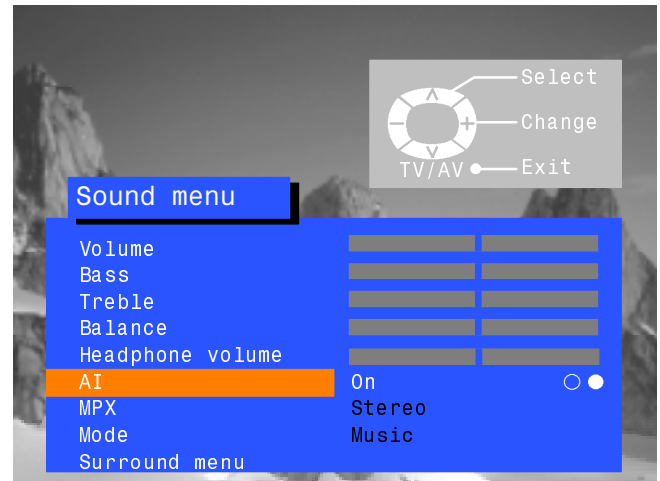 Select
Change
TV/AV Exit
Sound menu
Volume
Bass
Treble
Balance
Headphone volume
AI On
MPX Stereo
Mode Music
Surround menu